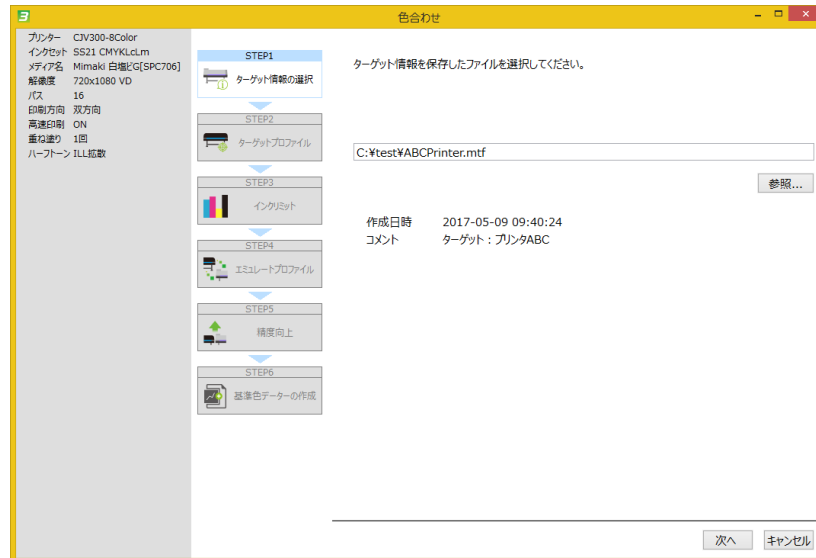 色合わせ
プリンター CJV300-8Color
インクセット SS21 CMYKLcLm
メディア名 Mimaki 白塩ビG[SPC706]
解像度 720x1080 VD
パス 16
印刷方向 双方向
高速印刷 ON
重ね塗り 1回
ハーフトーン ILL拡散
STEP1
ターゲット情報の選択
STEP2
ターゲットプロファイル
STEP3
インクリミット
STEP4
エミュレートプロファイル
STEP5
精度向上
STEP6
基準色データーの作成
ターゲット情報を保存したファイルを選択してください。
C:¥test¥ABCPrinter.mtf
参照...
作成日時 2017-05-09 09:40:24
コメント ターゲット：プリンタABC
次へ キャンセル